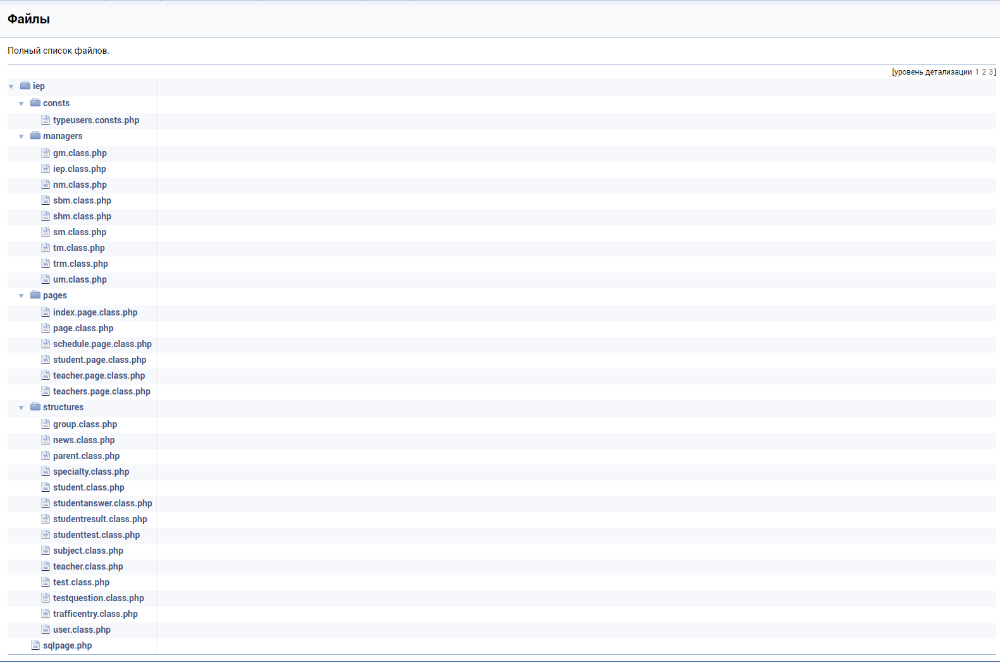 Файлы
Полный список файлов.
[уровень детализации 1 2 3]
iep
consts
typeusers.consts.php
managers
gm.class.php
iep.class.php
nm.class.php
sbm.class.php
shm.class.php
sm.class.php
tm.class.php
trm.class.php
um.class.php
pages
index.page.class.php
page.class.php
schedule.page.class.php
student.page.class.php
teacher.page.class.php
teachers.page.class.php
structures
group.class.php
news.class.php
parent.class.php
specialty.class.php
student.class.php
studentanswer.class.php
studentresult.class.php
studenttest.class.php
subject.class.php
teacher.class.php
test.class.php
testquestion.class.php
trafficentry.class.php
user.class.php
sqlpage.php